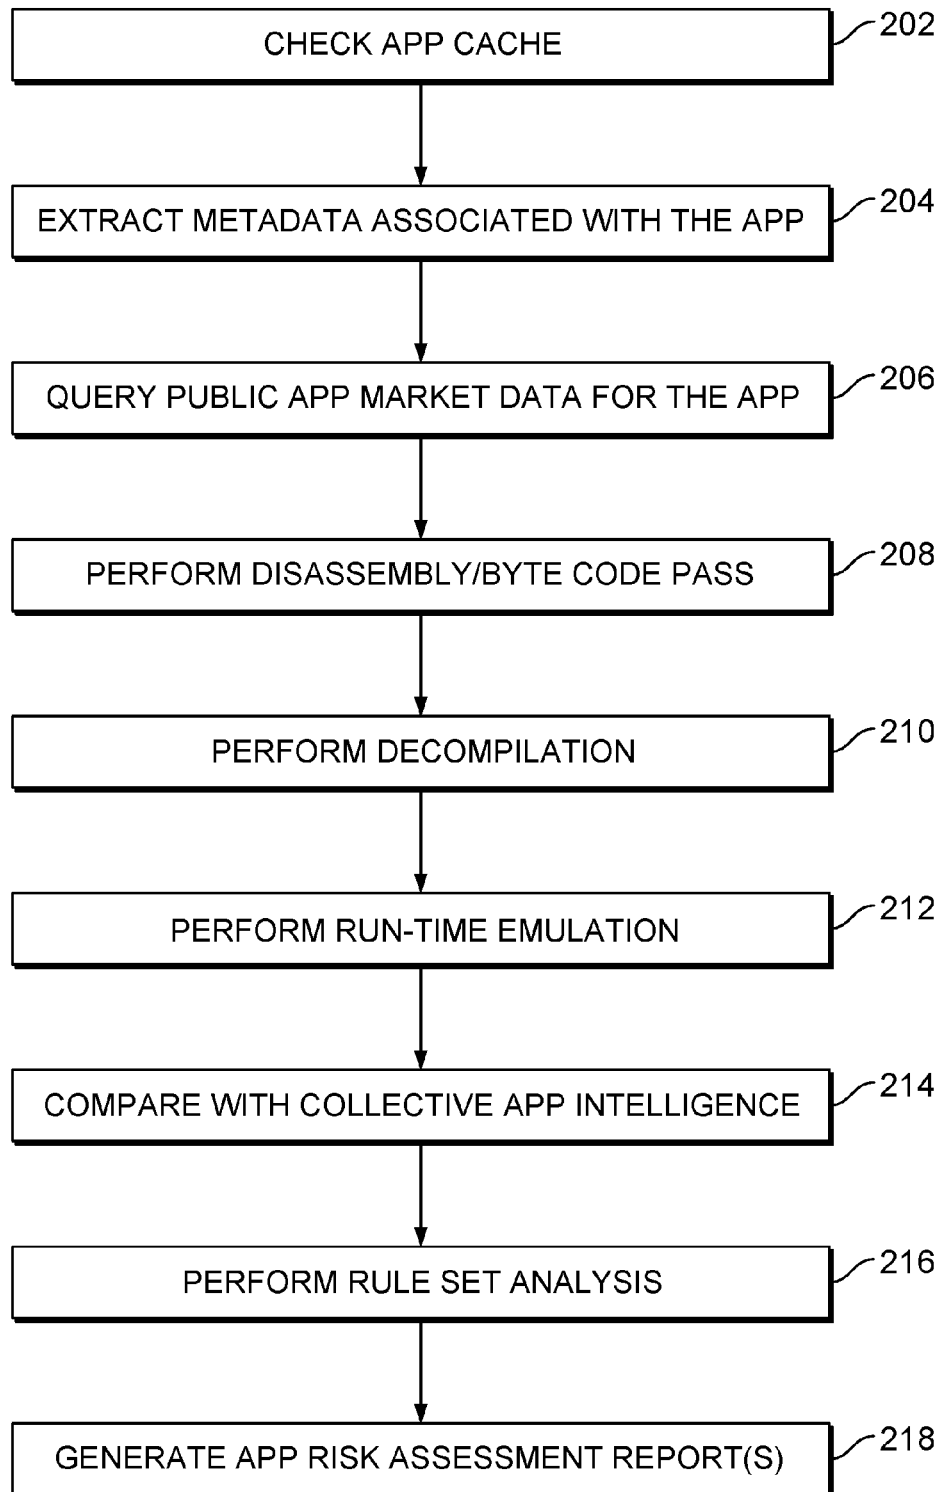 CHECK APP CACHE
202
EXTRACT METADATA ASSOCIATED WITH THE APP
204
QUERY PUBLIC APP MARKET DATA FOR THE APP
206
PERFORM DISASSEMBLY/BYTE CODE PASS
208
PERFORM DECOMPILATION
210
PERFORM RUN-TIME EMULATION
212
COMPARE WITH COLLECTIVE APP INTELLIGENCE
214
PERFORM RULE SET ANALYSIS
216
GENERATE APP RISK ASSESSMENT REPORT(S)
218